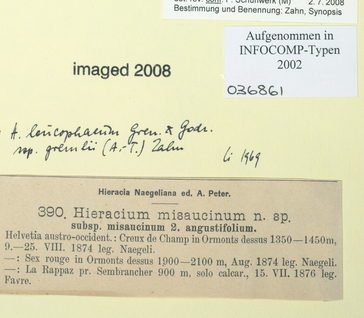 2. 7. 2008
Bestimmung und Benennung: Zahn, Synopsis
Aufgenommen in
INFOCOMP-Typen
2002
036861
imaged 2008
H. leucophaeum Gren. & Godr.
ssp. gremlii (A.-T.) Zahn
Li 1969
Hieracia Naegeliana ed. A. Peter.
390. Hieracium misaucinum n. sp.
subsp. misaucinum 2. angustifolium.
Helvetia austro-occident.: Creux de Champ in Ormonts dessus 1350—1450m,
9.—25. VIII. 1874 leg. Naegeli.
—: Sex rouge in Ormonts dessus 1900—2100 m, Aug. 1874 leg. Naegeli.
—: La Rappaz pr. Sembrancher 900 m, solo calcar., 15. VII. 1876 leg.
Favre.